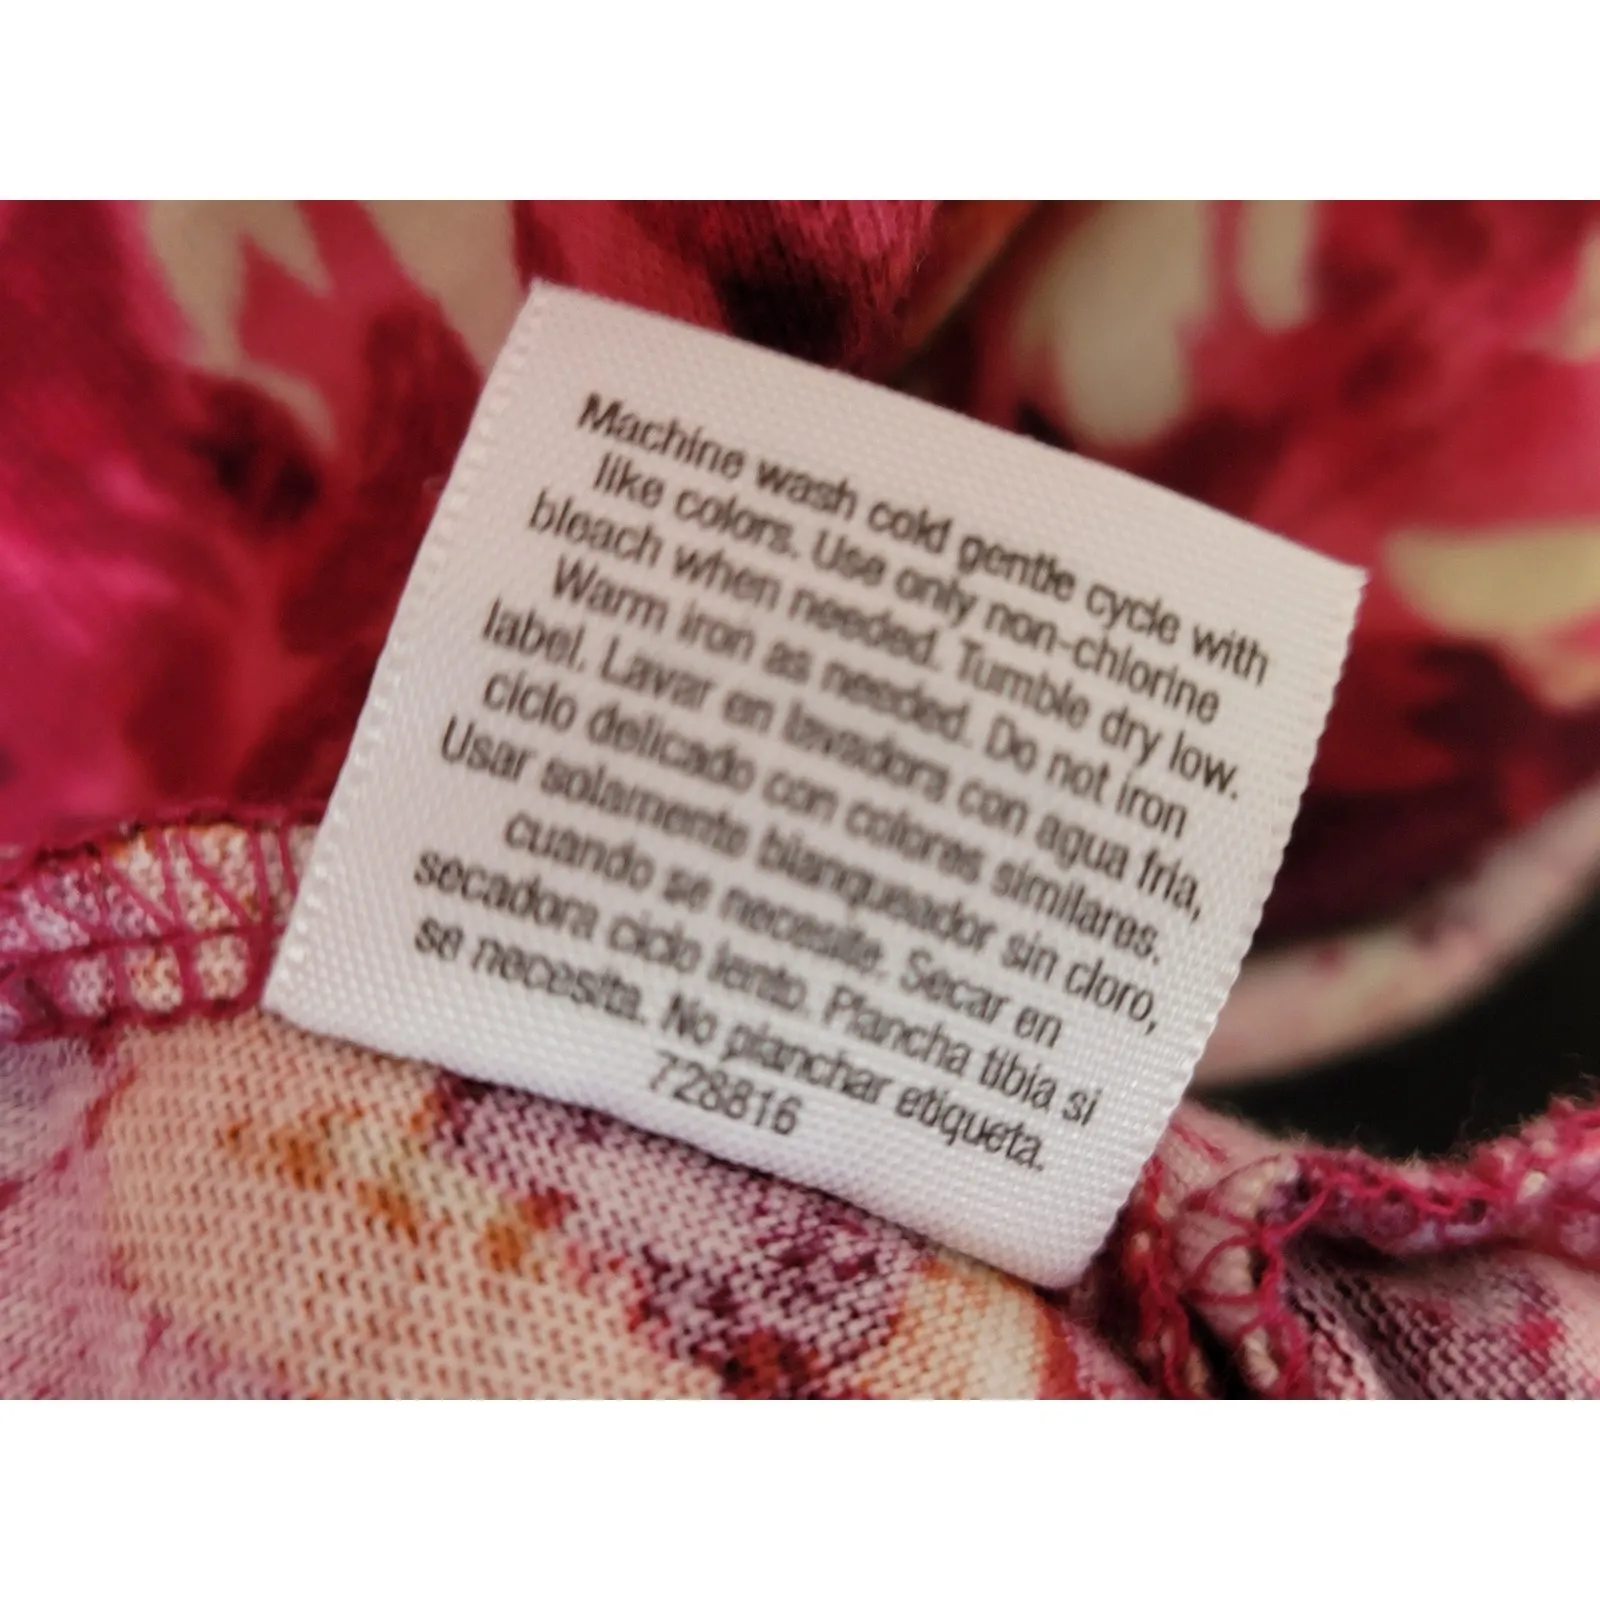 Machine wash cold gentle cycle with
like colors. Use only non-chlorine
bleach when needed. Tumble dry low.
Warm iron as needed. Do not iron
label. Lavar en lavadora con agua fria,
ciclo delicado con colores similares.
Usar solamente blanqueador sin cloro,
cuando se necesite. Secar en
secadora ciclo lento. Plancha tibia si
se necesita. No planchar etiqueta.
728816